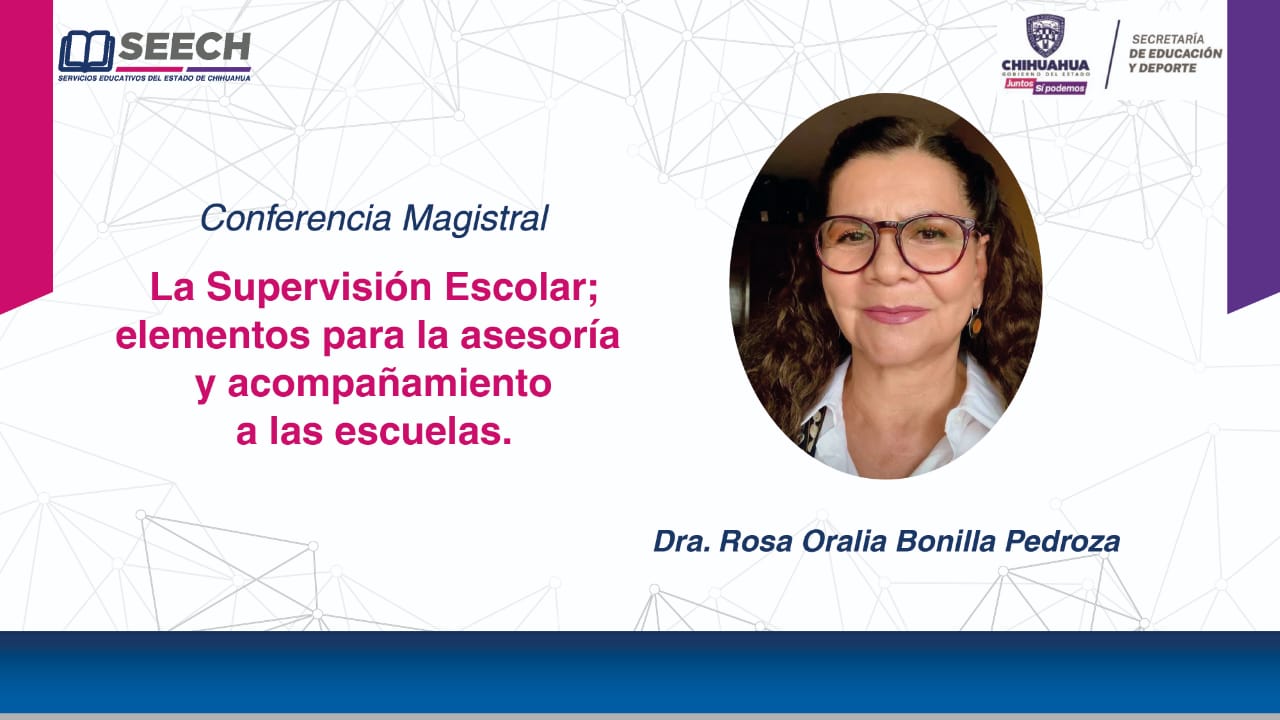 SEECH
SERVICIOS EDUCATIVOS DEL ESTADO DE CHIHUAHUA
CHIHUAHUA
GOBIERNO DEL ESTADO
Juntos
Sí podemos
SECRETARÍA
DE EDUCACIÓN
Y DEPORTE
Conferencia Magistral
La Supervisión Escolar;
elementos para la asesoría
y acompañamiento
a las escuelas.
Dra. Rosa Oralia Bonilla Pedroza